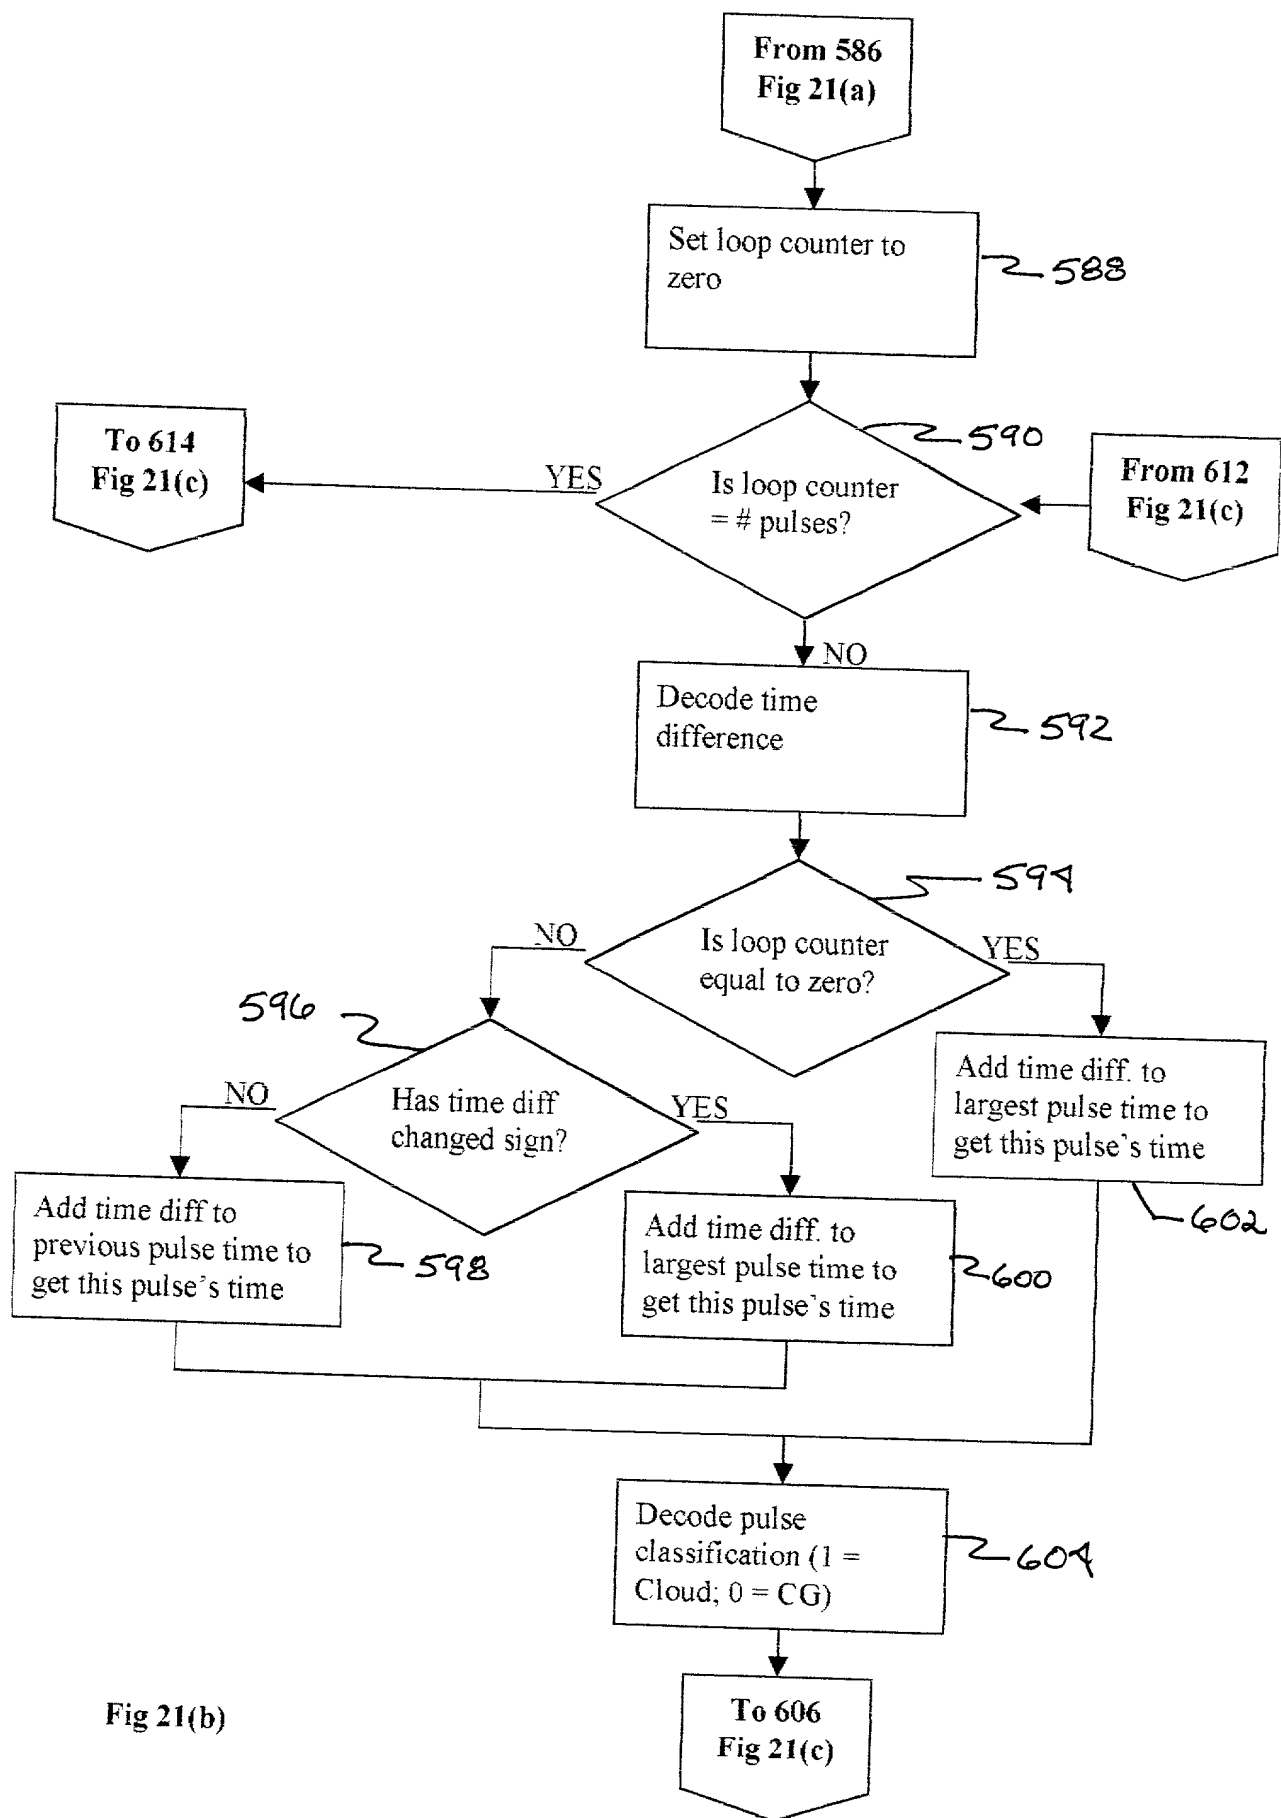 From 586
Fig 21(a)
Set loop counter to
zero
588
To 614
Fig 21(c)
YES
590
Is loop counter
= # pulses?
From 612
Fig 21(c)
NO
Decode time
difference
592
594
NO
Is loop counter
equal to zero?
YES
596
NO
Has time diff
changed sign?
YES
Add time diff. to
largest pulse time to
get this pulse's time
602
Add time diff to
previous pulse time to
get this pulse's time
598
Add time diff. to
largest pulse time to
get this pulse's time
600
Decode pulse
classification (1 =
Cloud; 0 = CG)
604
Fig 21(b)
To 606
Fig 21(c)